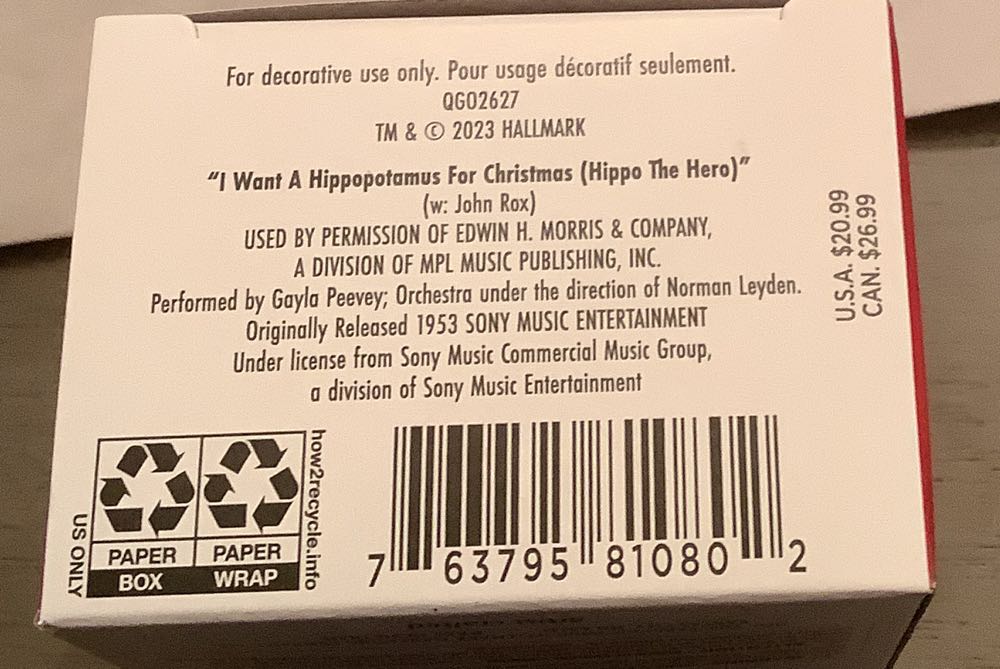 For decorative use only. Pour usage décoratif seulement.
QGO2627
TM & © 2023 HALLMARK
“I Want A Hippopotamus For Christmas (Hippo The Hero)”
(w: John Rox)
USED BY PERMISSION OF EDWIN H. MORRIS & COMPANY,
A DIVISION OF MPL MUSIC PUBLISHING, INC.
Performed by Gayla Peevey; Orchestra under the direction of Norman Leyden.
Originally Released 1953 SONY MUSIC ENTERTAINMENT
Under license from Sony Music Commercial Music Group,
a division of Sony Music Entertainment
U.S.A. $20.99
CAN. $26.99
US ONLY
PAPER
BOX
PAPER
WRAP
how2recycle.info
7 63795 81080 2